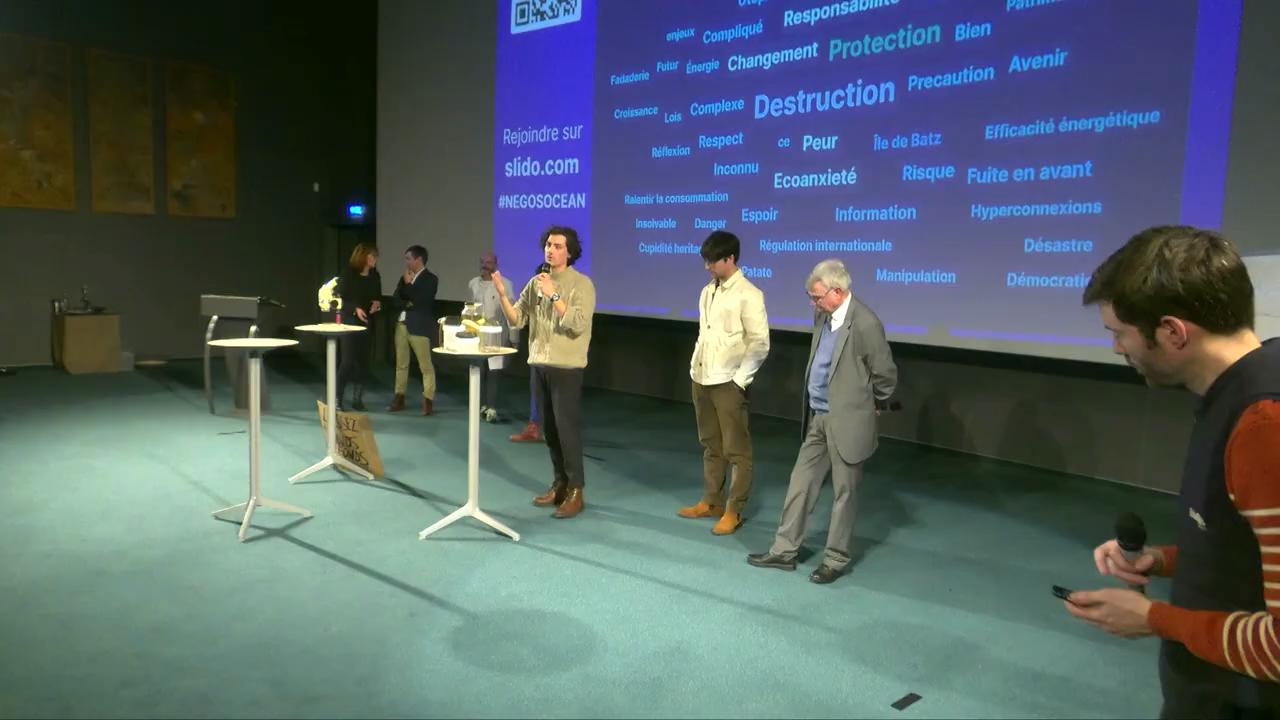 Responsabilité
enjeux Compliqué
Changement Protection Bien
Fadaderie Futur Énergie
Precaution Avenir
Croissance Lois Complexe Destruction
Rejoindre sur
slido.com
#NEGOSOCEAN
Réflexion Respect ce Peur Île de Batz Efficacité énergétique
Inconnu Ecoanxieté Risque Fuite en avant
Ralentir la consommation
Insolvable Danger Espoir Information Hyperconnexions
Cupidité Régulation internationale Désastre
Patate Manipulation